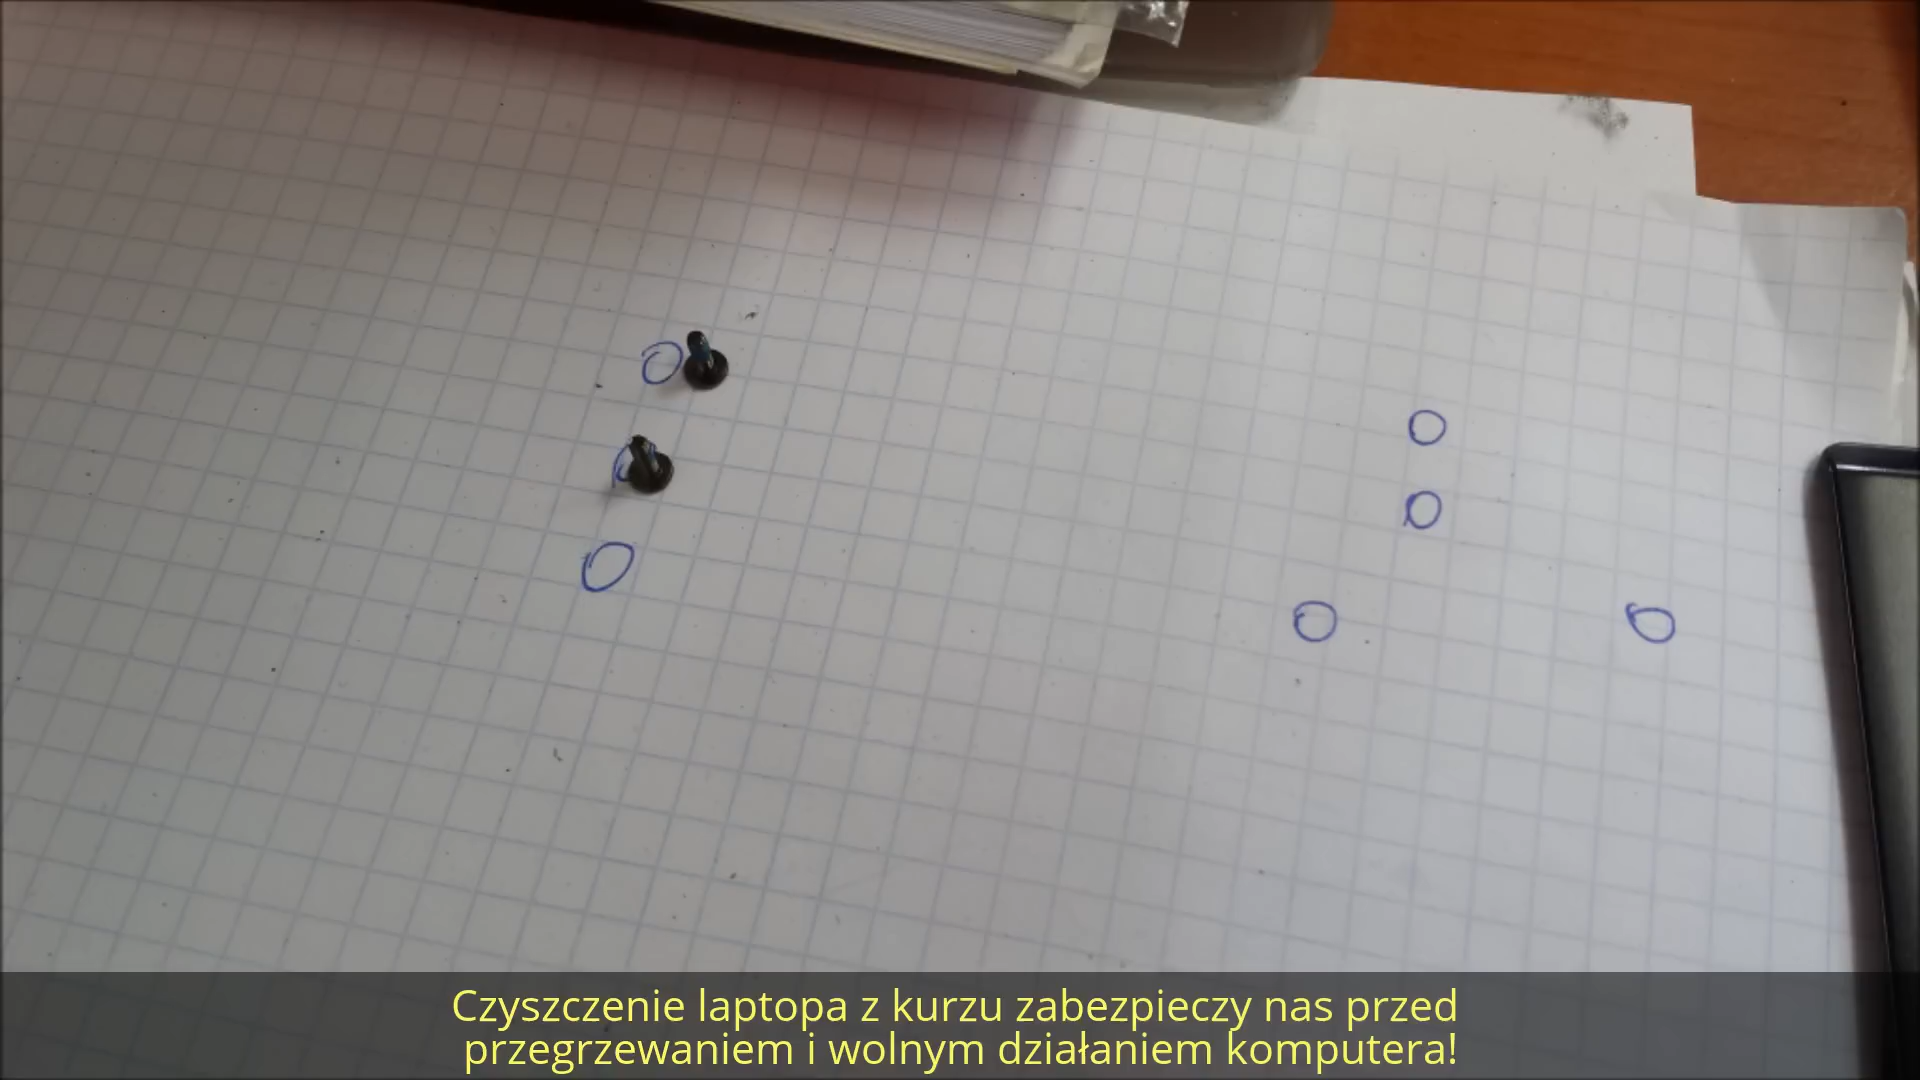 Czyszczenie laptopa z kurzu zabezpieczy nas przed
przegrzewaniem i wolnym działaniem komputera!